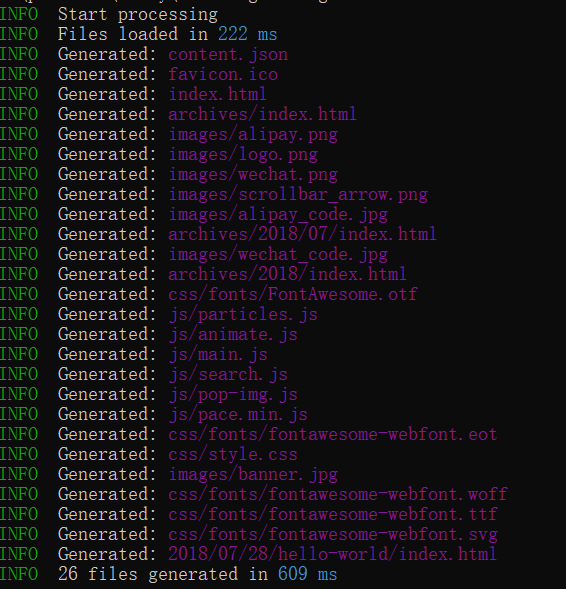 INFO  Start processing
INFO  Files loaded in 222 ms
INFO  Generated: content.json
INFO  Generated: favicon.ico
INFO  Generated: index.html
INFO  Generated: archives/index.html
INFO  Generated: images/alipay.png
INFO  Generated: images/logo.png
INFO  Generated: images/wechat.png
INFO  Generated: images/scrollbar_arrow.png
INFO  Generated: images/alipay_code.jpg
INFO  Generated: archives/2018/07/index.html
INFO  Generated: images/wechat_code.jpg
INFO  Generated: archives/2018/index.html
INFO  Generated: css/fonts/FontAwesome.otf
INFO  Generated: js/particles.js
INFO  Generated: js/animate.js
INFO  Generated: js/main.js
INFO  Generated: js/search.js
INFO  Generated: js/pop-img.js
INFO  Generated: js/pace.min.js
INFO  Generated: css/fonts/fontawesome-webfont.eot
INFO  Generated: css/style.css
INFO  Generated: images/banner.jpg
INFO  Generated: css/fonts/fontawesome-webfont.woff
INFO  Generated: css/fonts/fontawesome-webfont.ttf
INFO  Generated: css/fonts/fontawesome-webfont.svg
INFO  Generated: 2018/07/28/hello-world/index.html
INFO  26 files generated in 609 ms